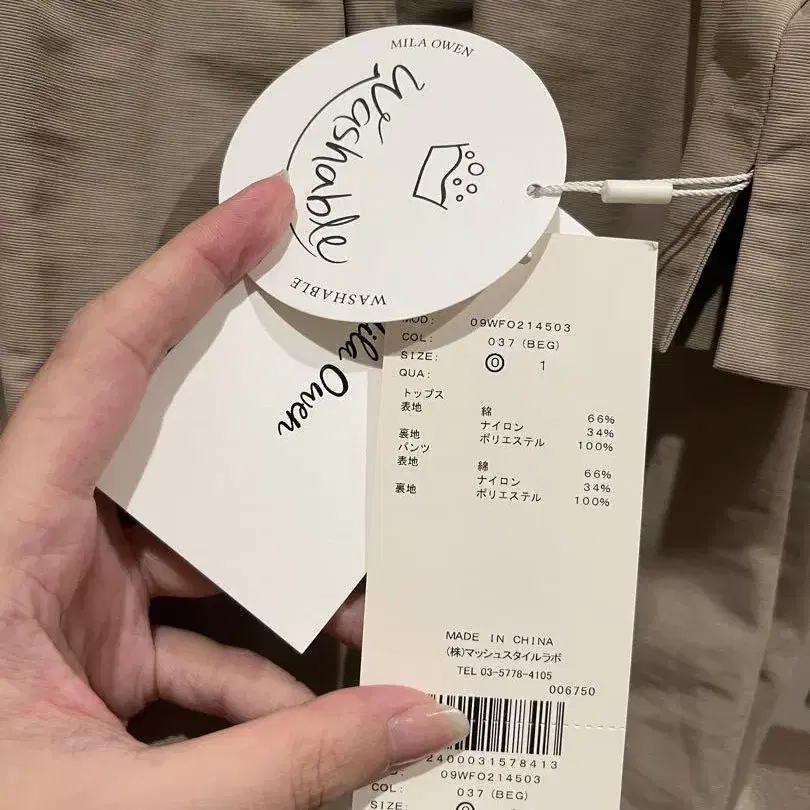 MILA OWEN
Washable
WASHABLE
Mila Owen
MOD: 09WFO214503
COL: 037 (BEG)
SIZE: ⓪ 1
QUA:
トップス
表地 綿 66%
ナイロン 34%
裏地 ポリエステル 100%
パンツ
表地 綿 66%
ナイロン 34%
裏地 ポリエステル 100%
MADE IN CHINA
(株)マッシュスタイルラボ
TEL 03-5778-4105
006750
2400031578413
09WFO214503
COL: 037 (BEG)